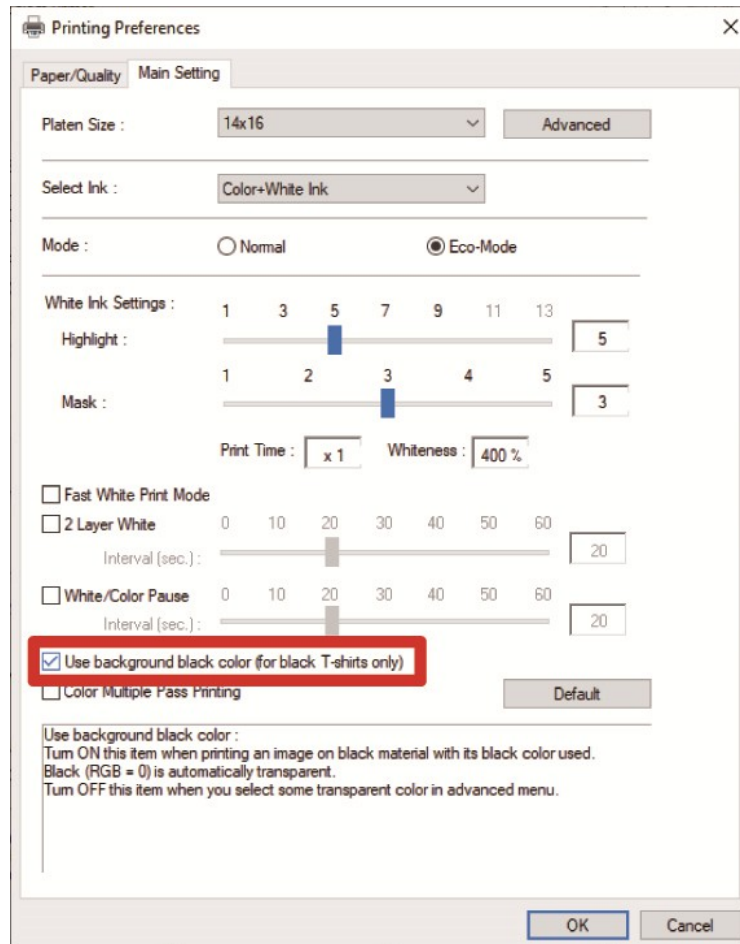 Printing Preferences
Paper/Quality Main Setting
Platen Size : 14x16 Advanced
Select Ink : Color+White Ink
Mode : Normal Eco-Mode
White Ink Settings : 1 3 5 7 9 11 13
Highlight : 5
1 2 3 4 5
Mask : 3
Print Time : x 1 Whiteness : 400 %
Fast White Print Mode
2 Layer White 0 10 20 30 40 50 60
Interval (sec.) : 20
White/Color Pause 0 10 20 30 40 50 60
Interval (sec.) : 20
Use background black color (for black T-shirts only)
Color Multiple Pass Printing Default
Use background black color :
Turn ON this item when printing an image on black material with its black color used.
Black (RGB = 0) is automatically transparent.
Turn OFF this item when you select some transparent color in advanced menu.
OK Cancel